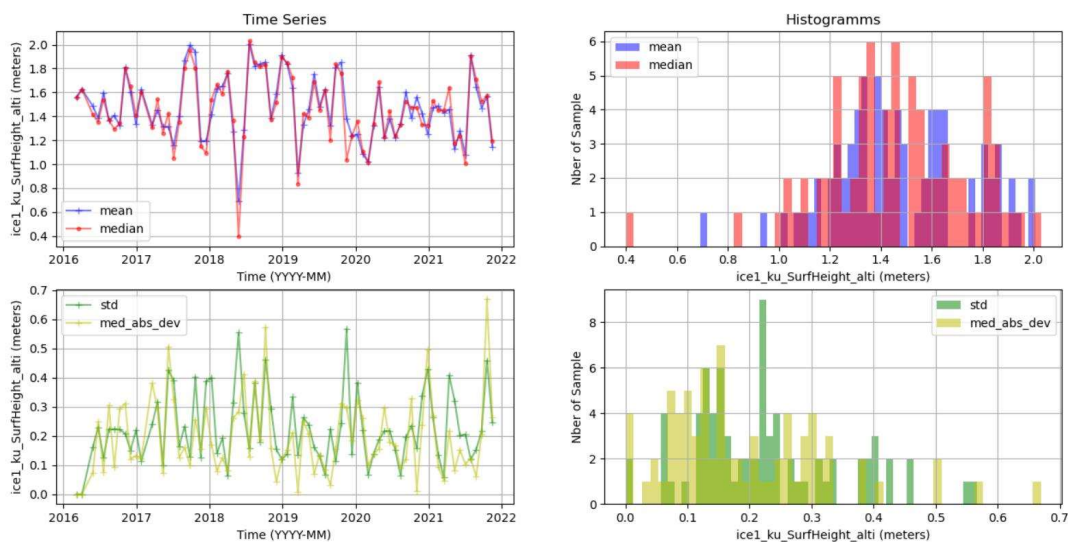 Time Series
ice1_ku_SurfHeight_alti (meters)
2.0
1.8
1.6
1.4
1.2
1.0
0.8
0.6
0.4
mean
median
2016 2017 2018 2019 2020 2021 2022
Time (YYYY-MM)
Histogramms
Nber of Sample
6
5
4
3
2
1
0
mean
median
0.4 0.6 0.8 1.0 1.2 1.4 1.6 1.8 2.0
ice1_ku_SurfHeight_alti (meters)
ice1_ku_SurfHeight_alti (meters)
0.7
0.6
0.5
0.4
0.3
0.2
0.1
0.0
std
med_abs_dev
2016 2017 2018 2019 2020 2021 2022
Time (YYYY-MM)
Nber of Sample
8
6
4
2
0
std
med_abs_dev
0.0 0.1 0.2 0.3 0.4 0.5 0.6 0.7
ice1_ku_SurfHeight_alti (meters)